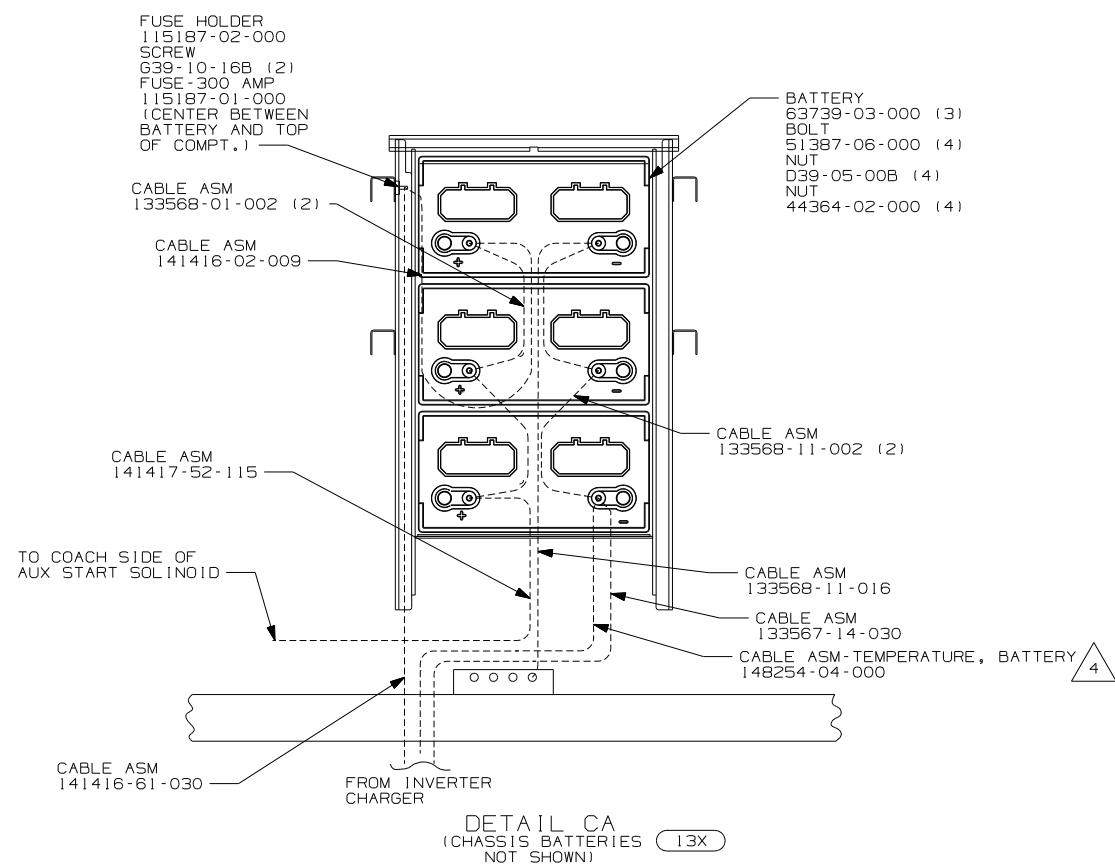 FUSE HOLDER
115187-02-000
SCREW
G39-10-16B (2)
FUSE-300 AMP
115187-01-000
(CENTER BETWEEN
BATTERY AND TOP
OF COMPT.)
BATTERY
63739-03-000 (3)
BOLT
51387-06-000 (4)
NUT
D39-05-00B (4)
NUT
44364-02-000 (4)
CABLE ASM
133568-01-002 (2)
CABLE ASM
141416-02-009
+
-
+
-
CABLE ASM
133568-11-002 (2)
CABLE ASM
141417-52-115
+
-
TO COACH SIDE OF
AUX START SOLINOID
CABLE ASM
133568-11-016
CABLE ASM
133567-14-030
CABLE ASM-TEMPERATURE, BATTERY
148254-04-000
4
CABLE ASM
141416-61-030
FROM INVERTER
CHARGER
DETAIL CA
(CHASSIS BATTERIES
NOT SHOWN)
13X